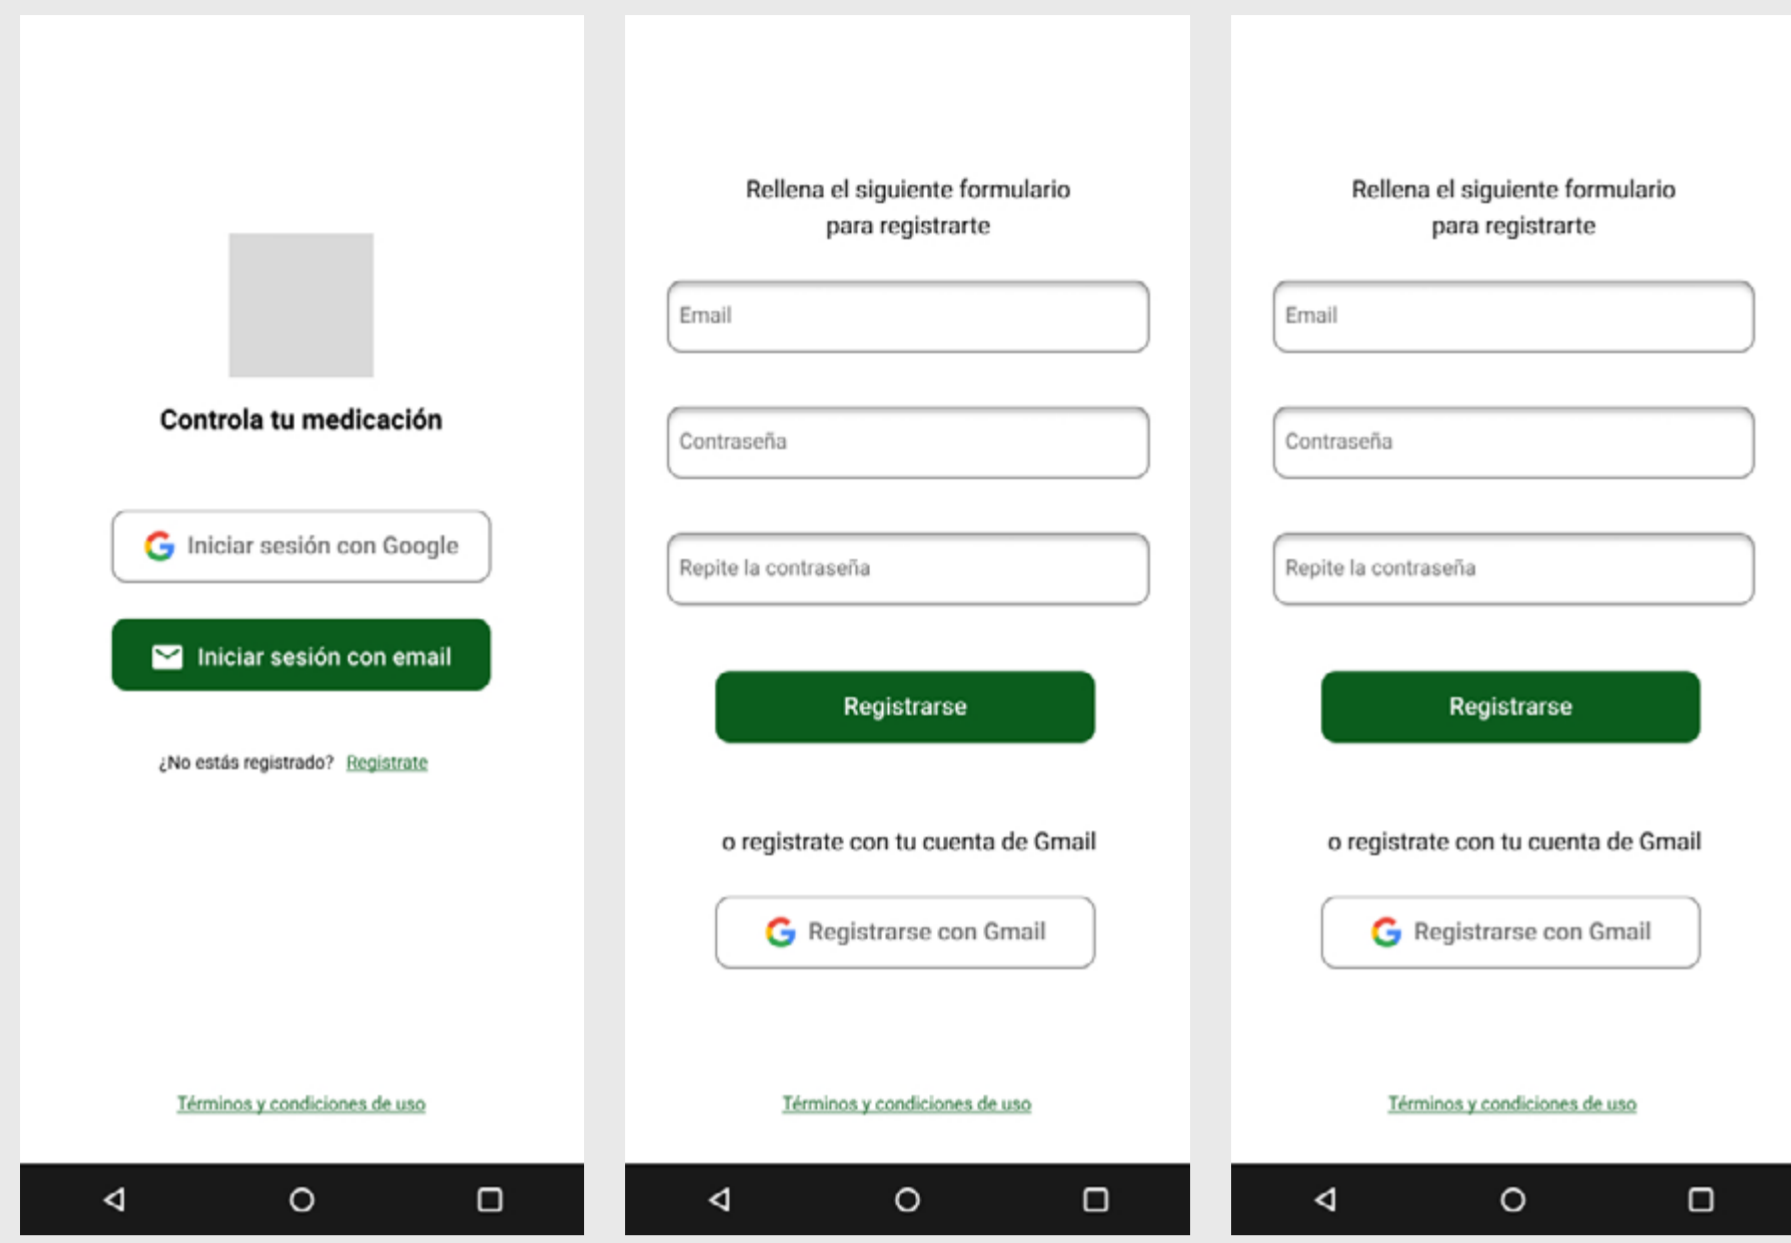 Controla tu medicación
Iniciar sesión con Google
Iniciar sesión con email
¿No estás registrado? Registrate
Términos y condiciones de uso
Rellena el siguiente formulario
para registrarte
Email
Contraseña
Repite la contraseña
Registrarse
o registrate con tu cuenta de Gmail
Registrarse con Gmail
Términos y condiciones de uso
Rellena el siguiente formulario
para registrarte
Email
Contraseña
Repite la contraseña
Registrarse
o registrate con tu cuenta de Gmail
Registrarse con Gmail
Términos y condiciones de uso